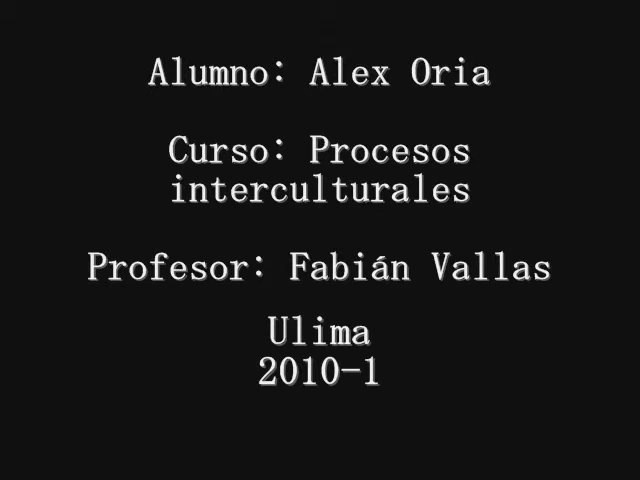 Alumno: Alex Oria
Curso: Procesos
interculturales
Profesor: Fabián Vallas
Ulima
2010-1